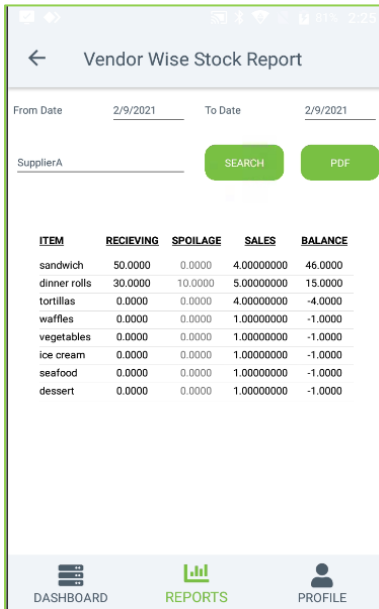 91% 2:25
Vendor Wise Stock Report
From Date 2/9/2021 To Date 2/9/2021
SupplierA SEARCH PDF
ITEM RECIEVING SPOILAGE SALES BALANCE
sandwich 50.0000 0.0000 4.00000000 46.0000
dinner rolls 30.0000 10.0000 5.00000000 15.0000
tortillas 0.0000 0.0000 4.00000000 -4.0000
waffles 0.0000 0.0000 1.00000000 -1.0000
vegetables 0.0000 0.0000 1.00000000 -1.0000
ice cream 0.0000 0.0000 1.00000000 -1.0000
seafood 0.0000 0.0000 1.00000000 -1.0000
dessert 0.0000 0.0000 1.00000000 -1.0000
DASHBOARD REPORTS PROFILE